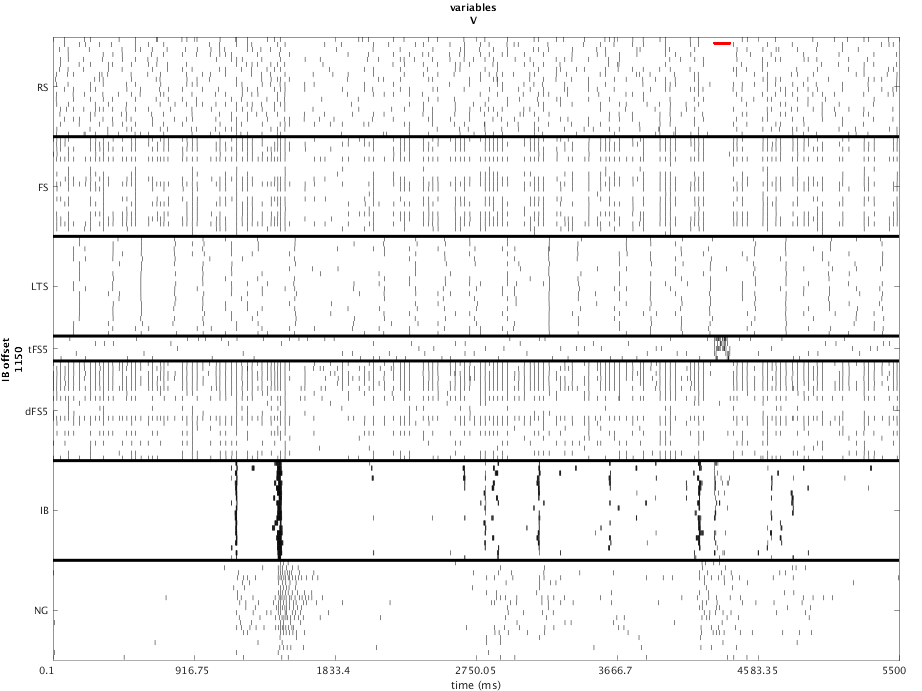 variables
V
RS
FS
LTS
tFS5
dFS5
IB
NG
IB offset
1150
0.1 916.75 1833.4 2750.05 3666.7 4583.35 5500
time (ms)